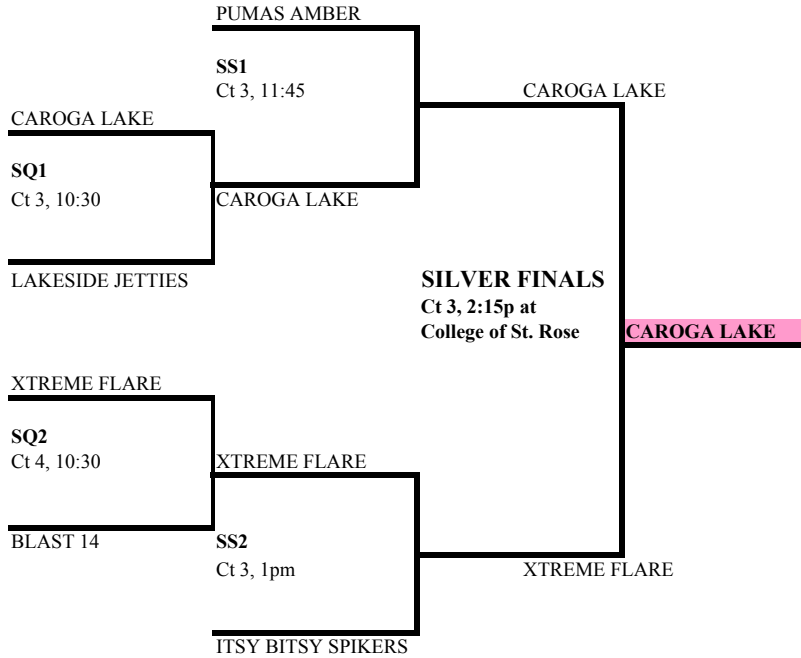 PUMAS AMBER
SS1
Ct 3, 11:45
CAROGA LAKE
CAROGA LAKE
SQ1
Ct 3, 10:30
CAROGA LAKE
LAKESIDE JETTIES
SILVER FINALS
Ct 3, 2:15p at
College of St. Rose
CAROGA LAKE
XTREME FLARE
SQ2
Ct 4, 10:30
XTREME FLARE
BLAST 14
SS2
Ct 3, 1pm
XTREME FLARE
ITSY BITSY SPIKERS